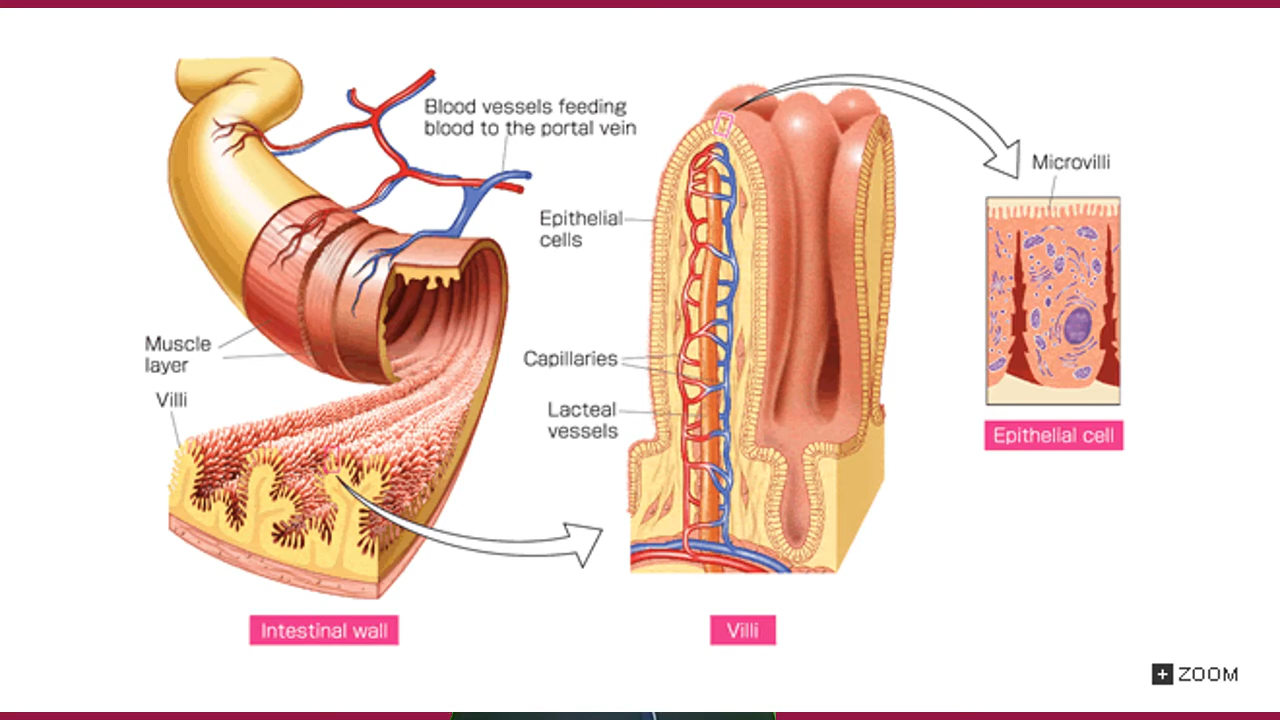 Blood vessels feeding
blood to the portal vein
Muscle
layer
Villi
Intestinal wall
Epithelial
cells
Capillaries
Lacteal
vessels
Villi
Microvilli
Epithelial cell
+ ZOOM